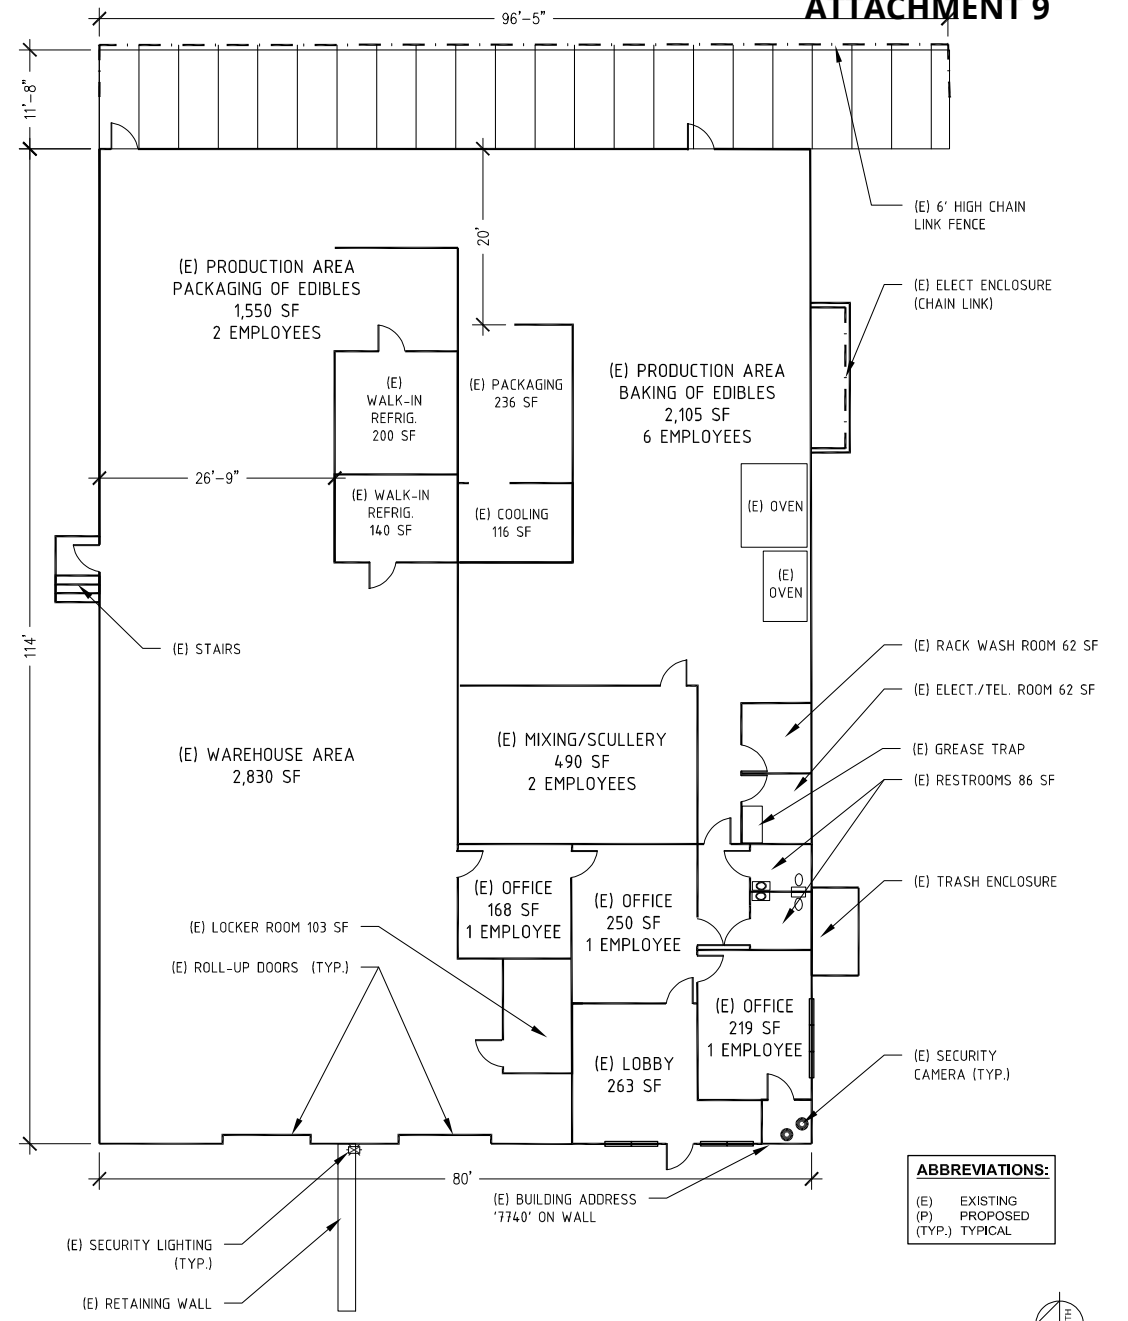 ATTACHMENT 9
96'-5"
11'-8"
(E) 6' HIGH CHAIN
LINK FENCE
20'
(E) PRODUCTION AREA
PACKAGING OF EDIBLES
1,550 SF
2 EMPLOYEES
(E) ELECT ENCLOSURE
(CHAIN LINK)
(E)
WALK-IN
REFRIG.
200 SF
(E) PACKAGING
236 SF
(E) PRODUCTION AREA
BAKING OF EDIBLES
2,105 SF
6 EMPLOYEES
26'-9"
(E) WALK-IN
REFRIG.
140 SF
(E) COOLING
116 SF
(E) OVEN
(E)
OVEN
114'
(E) STAIRS
(E) RACK WASH ROOM 62 SF
(E) ELECT./TEL. ROOM 62 SF
(E) WAREHOUSE AREA
2,830 SF
(E) MIXING/SCULLERY
490 SF
2 EMPLOYEES
(E) GREASE TRAP
(E) RESTROOMS 86 SF
(E) OFFICE
168 SF
1 EMPLOYEE
(E) OFFICE
250 SF
1 EMPLOYEE
(E) TRASH ENCLOSURE
(E) LOCKER ROOM 103 SF
(E) ROLL-UP DOORS (TYP.)
(E) OFFICE
219 SF
1 EMPLOYEE
(E) LOBBY
263 SF
(E) SECURITY
CAMERA (TYP.)
80'
(E) BUILDING ADDRESS
'7740' ON WALL
ABBREVIATIONS:
(E) EXISTING
(P) PROPOSED
(TYP.) TYPICAL
(E) SECURITY LIGHTING
(TYP.)
(E) RETAINING WALL